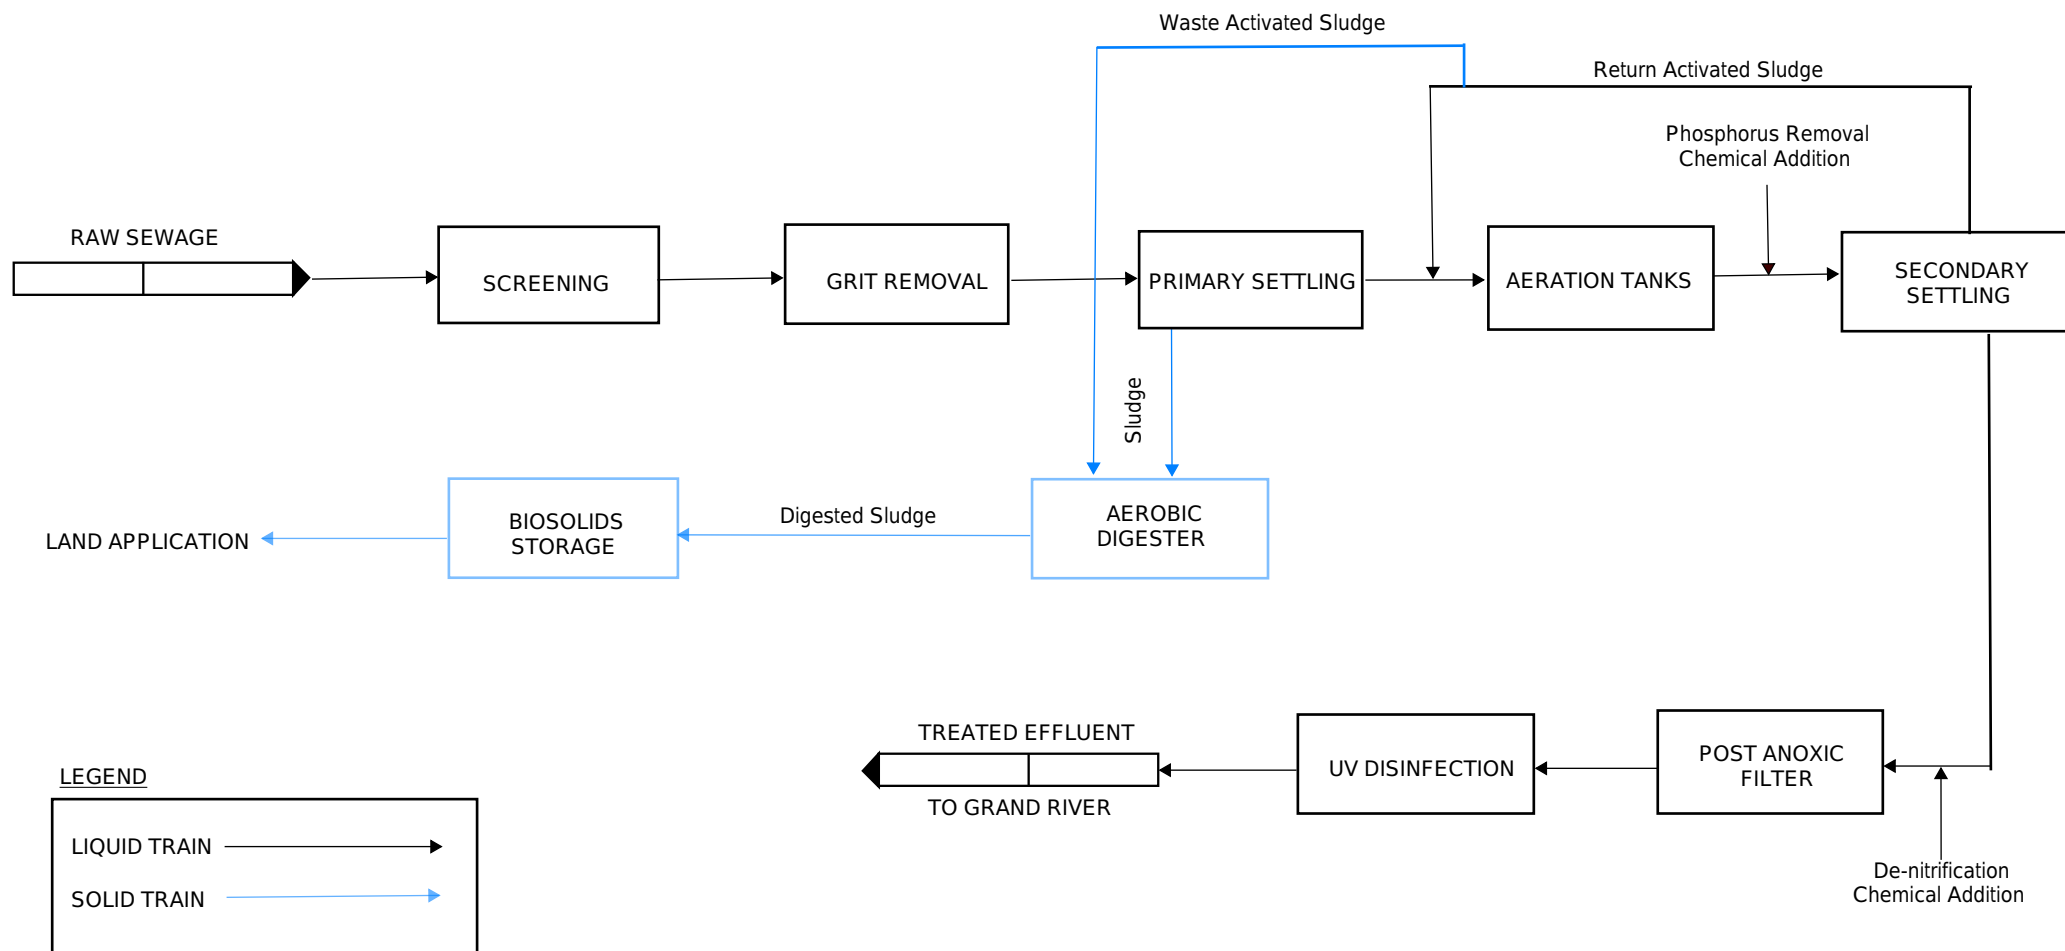 Waste Activated Sludge
Return Activated Sludge
Phosphorus Removal
Chemical Addition
RAW SEWAGE
SCREENING
GRIT REMOVAL
PRIMARY SETTLING
AERATION TANKS
SECONDARY
SETTLING
Sludge
LAND APPLICATION
BIOSOLIDS
STORAGE
Digested Sludge
AEROBIC
DIGESTER
TREATED EFFLUENT
TO GRAND RIVER
UV DISINFECTION
POST ANOXIC
FILTER
De-nitrification
Chemical Addition
LEGEND
LIQUID TRAIN
SOLID TRAIN